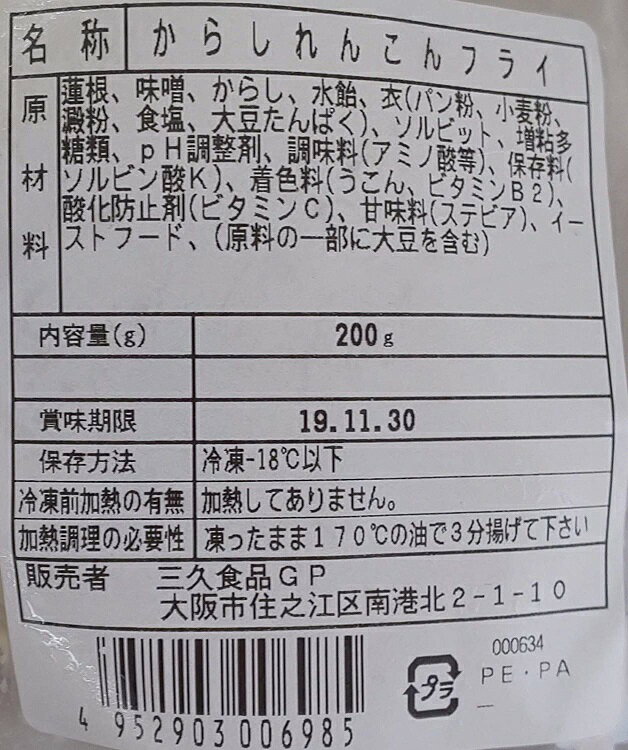 名称 からしれんこんフライ
原材料
蓮根、味噌、からし、水飴、衣(パン粉、小麦粉、
澱粉、食塩、大豆たんぱく)、ソルビット、増粘多
糖類、pH調整剤、調味料(アミノ酸等)、保存料(
ソルビン酸K)、着色料(うこん、ビタミンB2)、
酸化防止剤(ビタミンC)、甘味料(ステビア)、イー
ストフード、(原料の一部に大豆を含む)
内容量(g) 200g
賞味期限 19.11.30
保存方法 冷凍-18℃以下
冷凍前加熱の有無 加熱してありません。
加熱調理の必要性 凍ったまま170℃の油で3分揚げて下さい
販売者 三久食品GP
大阪市住之江区南港北2-1-10
4952903006985
プラ
000634
PE・PA